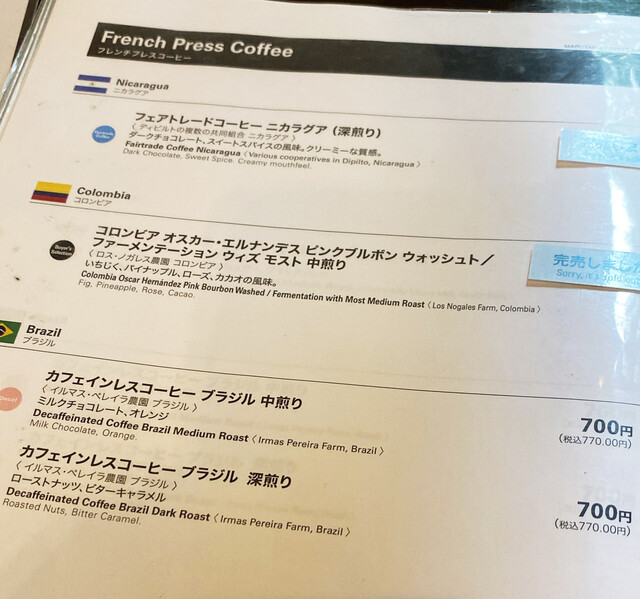 French Press Coffee
フレンチプレスコーヒー
Nicaragua
ニカラグア
フェアトレードコーヒー ニカラグア (深煎り)
〈 ディピルトの複数の共同組合 ニカラグア 〉
ダークチョコレート、スイートスパイスの風味。クリーミーな質感。
Fairtrade Coffee Nicaragua〈 Various cooperatives in Dipilto, Nicaragua 〉
Dark Chocolate, Sweet Spice. Creamy mouthfeel.
Fairtrade Coffee
Colombia
コロンビア
コロンビア オスカー・エルナンデス ピンクブルボン ウォッシュト／
ファーメンテーション ウィズ モスト 中煎り
〈 ロス・ノガレス農園 コロンビア 〉
いちじく、パイナップル、ローズ、カカオの風味。
Colombia Oscar Hernández Pink Bourbon Washed / Fermentation with Most Medium Roast〈 Los Nogales Farm, Colombia 〉
Fig, Pineapple, Rose, Cacao.
Buyer's Selection
完売しました
Sorry, it's
Brazil
ブラジル
カフェインレスコーヒー ブラジル 中煎り
〈 イルマス・ペレイラ農園 ブラジル 〉
ミルクチョコレート、オレンジ
Decaffeinated Coffee Brazil Medium Roast〈 Irmas Pereira Farm, Brazil 〉
Milk Chocolate, Orange.
Decaf
700円
(税込770.00円)
カフェインレスコーヒー ブラジル 深煎り
〈 イルマス・ペレイラ農園 ブラジル 〉
ローストナッツ、ビターキャラメル
Decaffeinated Coffee Brazil Dark Roast〈 Irmas Pereira Farm, Brazil 〉
Roasted Nuts, Bitter Caramel.
700円
(税込770.00円)